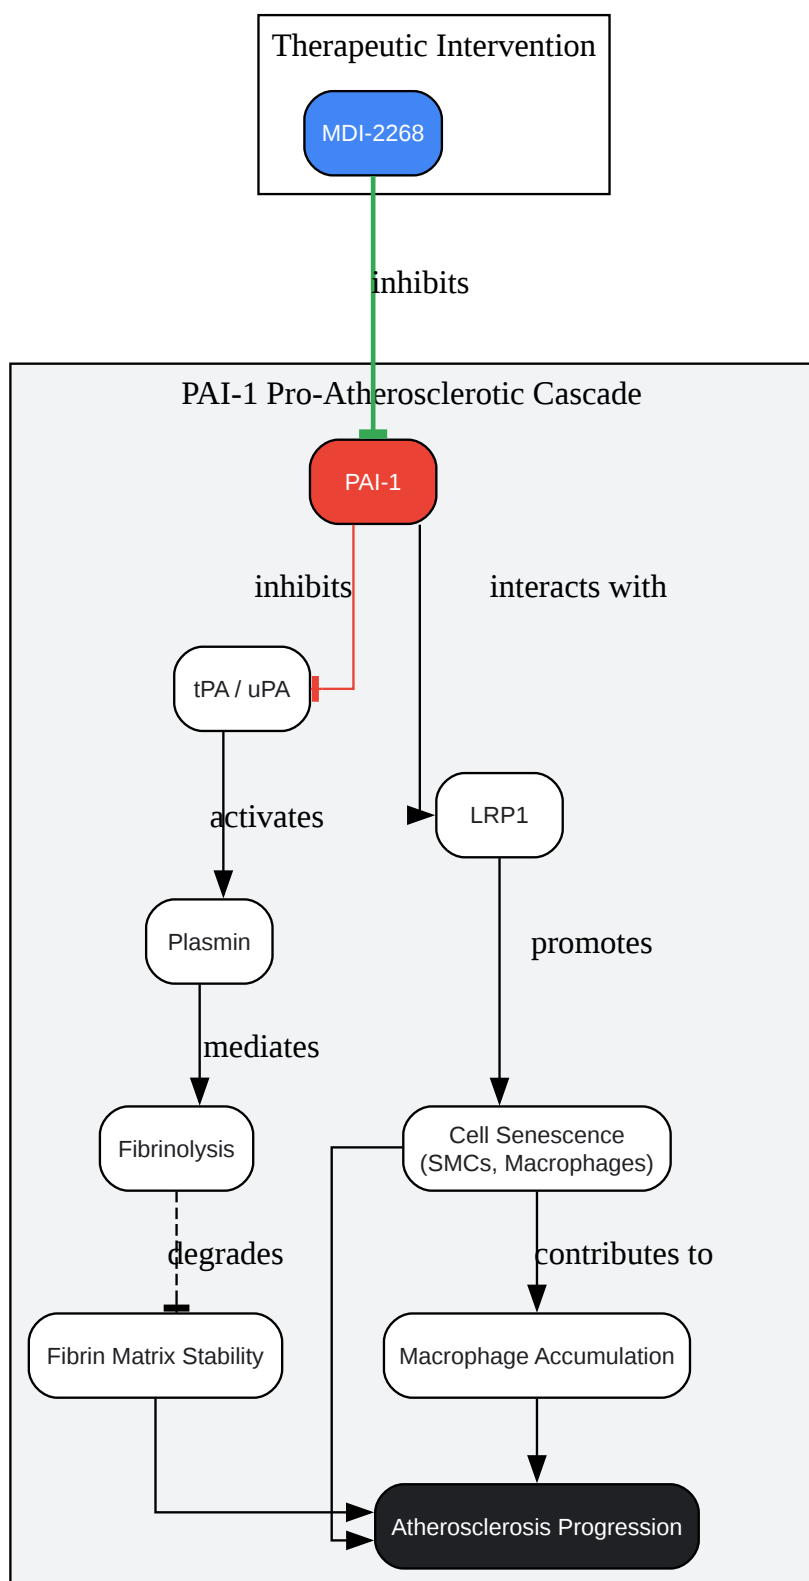 Therapeutic Intervention
MDI-2268
inhibits
PAI-1 Pro-Atherosclerotic Cascade
PAI-1
inhibits
interacts with
tPA / uPA
activates
LRP1
Plasmin
promotes
mediates
Fibrinolysis
Cell Senescence
(SMCs, Macrophages)
degrades
contributes to
Fibrin Matrix Stability
Macrophage Accumulation
Atherosclerosis Progression